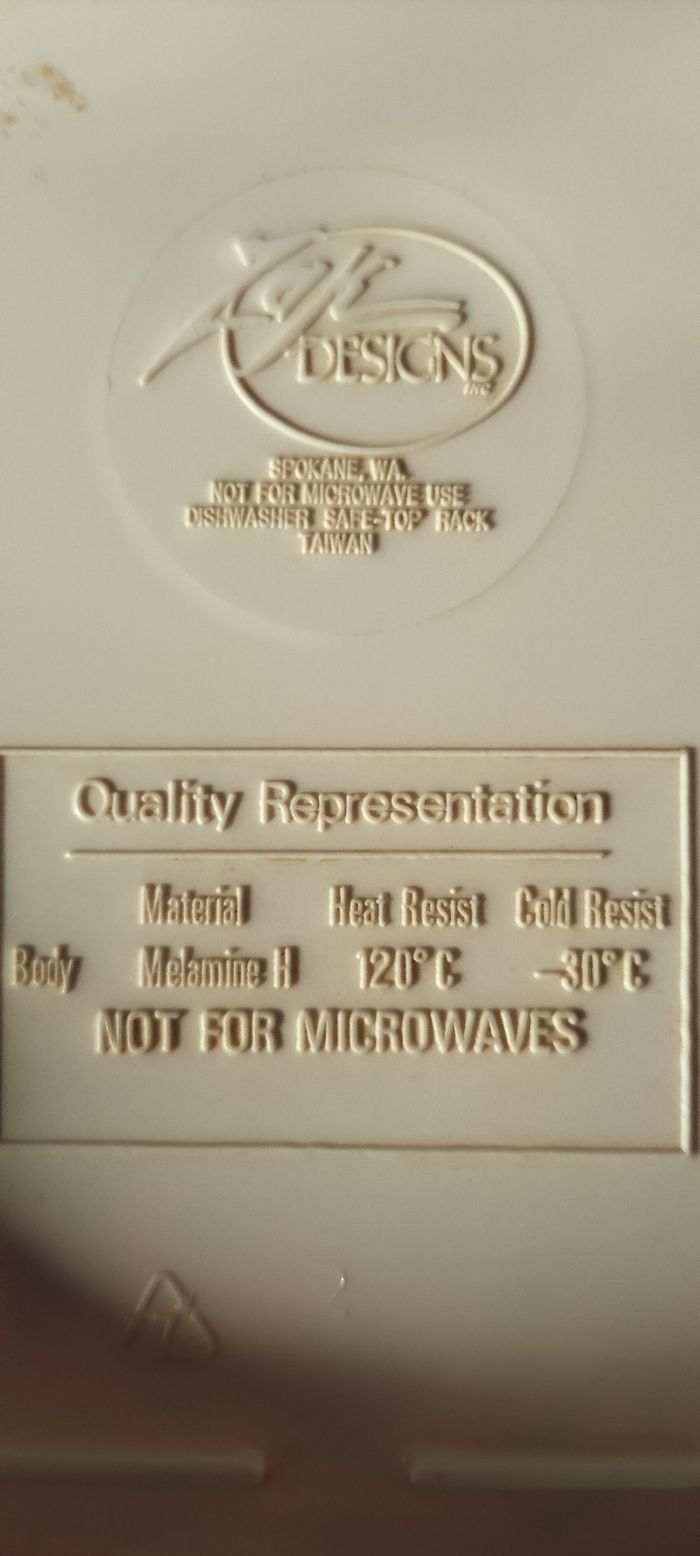 Zak
DESIGNS
INC
SPOKANE, WA.
NOT FOR MICROWAVE USE
DISHWASHER SAFE-TOP RACK
TAIWAN
Quality Representation
Material Heat Resist Cold Resist
Body Melamine H 120°C -30°C
NOT FOR MICROWAVES